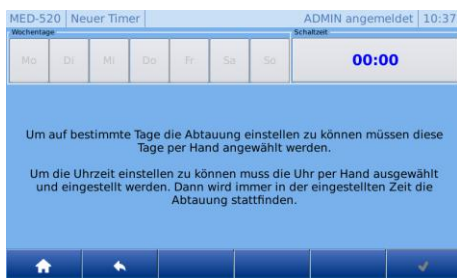 MED-520 Neuer Timer ADMIN angemeldet 10:37
Wochentage Schaltzeit
Mo Di Mi Do Fr Sa So 00:00
Um auf bestimmte Tage die Abtauung einstellen zu können müssen diese
Tage per Hand angewählt werden.
Um die Uhrzeit einstellen zu können muss die Uhr per Hand ausgewählt
und eingestellt werden. Dann wird immer in der eingestellten Zeit die
Abtauung stattfinden.